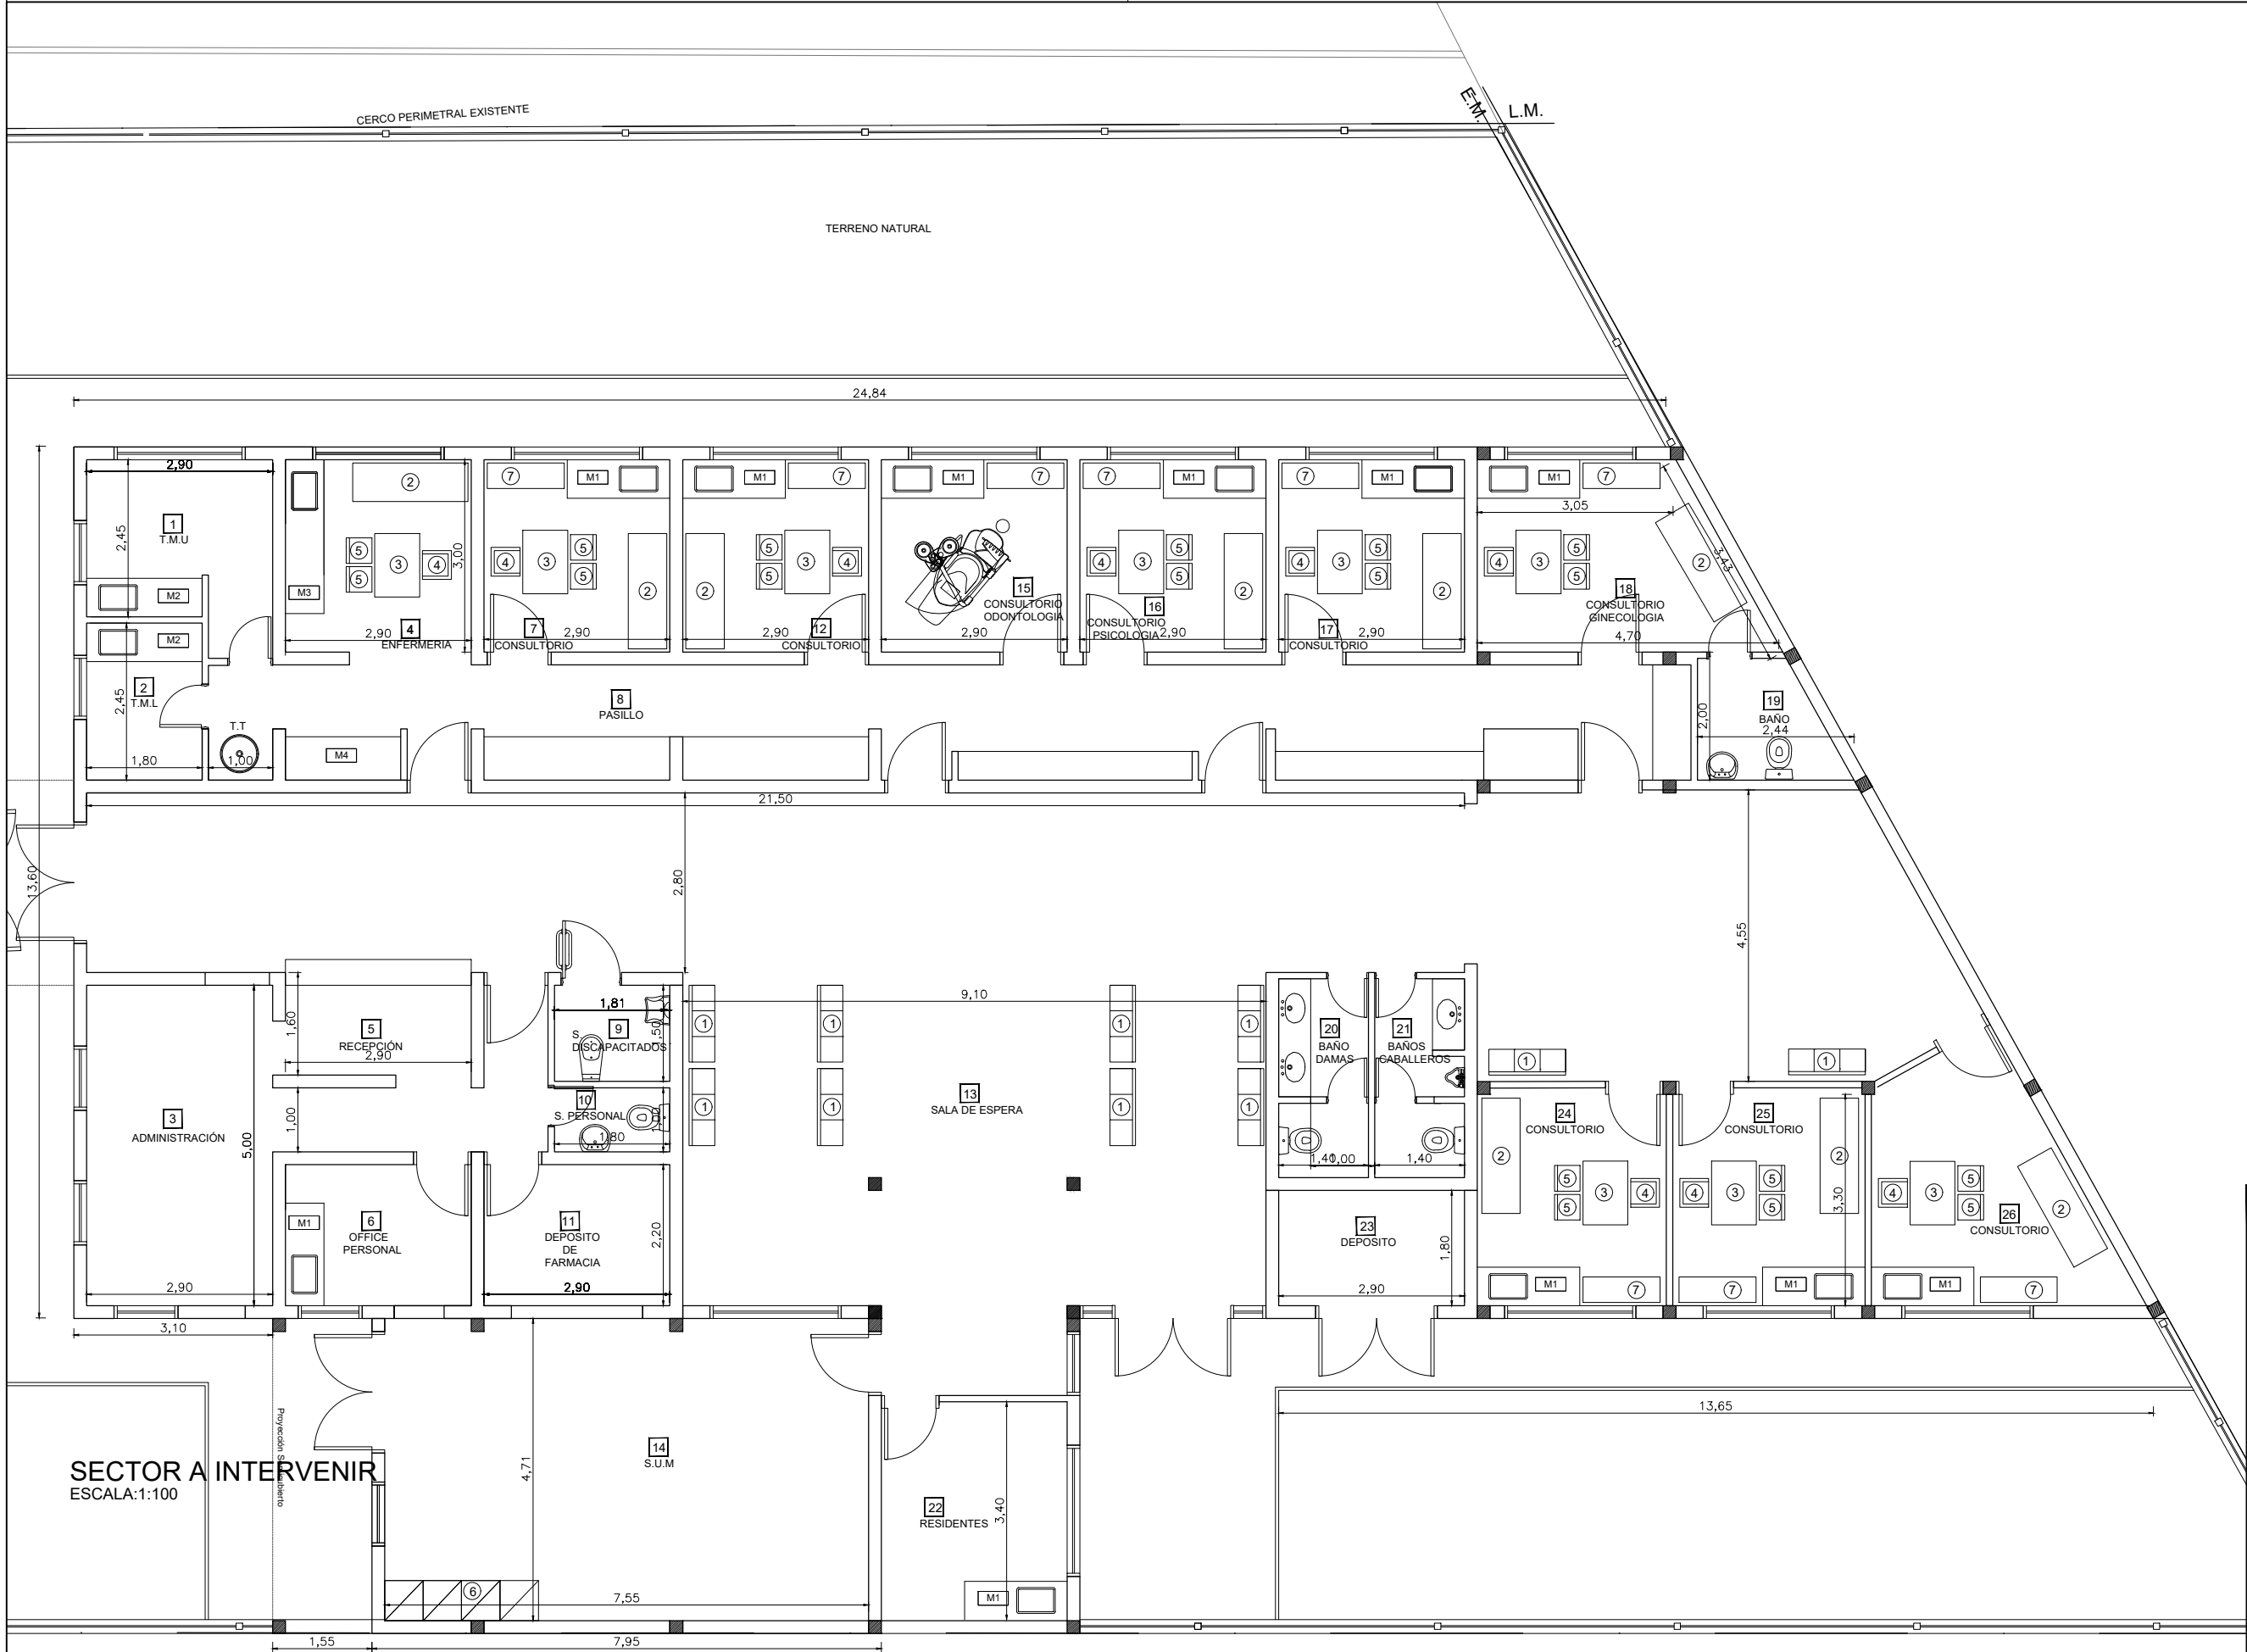 CERCO PERIMETRAL EXISTENTE
E.M.
L.M.
TERRENO NATURAL
24,84
2,90
2
7
M1
M1
7
M1
7
7
M1
7
M1
M1
7
3,05
1
T.M.U
2,45
M2
M3
5
5
3
4
3,00
4
3
5
5
2
2
5
5
3
4
15
CONSULTORIO
ODONTOLOGIA
4
3
5
5
2
4
3
5
5
2
4
3
5
5
2
3,43
16
CONSULTORIO
PSICOLOGIA
2,90
18
CONSULTORIO
GINECOLOGIA
4,70
M2
2,90
4
ENFERMERIA
7
2,90
CONSULTORIO
2,90
12
CONSULTORIO
2,90
17
2,90
CONSULTORIO
2
T.M.L
2,45
1,80
T.T
1,00
M4
8
PASILLO
19
BAÑO
2,44
2,00
21,50
13,60
2,80
4,55
9,10
1,81
1,50
9
S.
DISCAPACITADOS
1,60
5
RECEPCIÓN
2,90
1
1
1
1
20
BAÑO
DAMAS
21
BAÑOS
CABALLEROS
1
1
1
1
1
1
3
ADMINISTRACIÓN
5,00
1,00
10
S. PERSONAL
1,00
1,80
13
SALA DE ESPERA
1,40
1,00
1,40
24
CONSULTORIO
25
CONSULTORIO
2
5
5
3
4
4
3
5
5
2
3,30
4
3
5
5
2
26
CONSULTORIO
M1
6
OFFICE
PERSONAL
11
DEPOSITO
DE
FARMACIA
2,20
23
DEPOSITO
1,80
2,90
2,90
2,90
M1
7
7
M1
M1
7
3,10
13,65
Proyección Semicubierto
SECTOR A INTERVENIR
ESCALA:1:100
14
S.U.M
4,71
22
RESIDENTES
3,40
6
7,55
M1
1,55
7,95